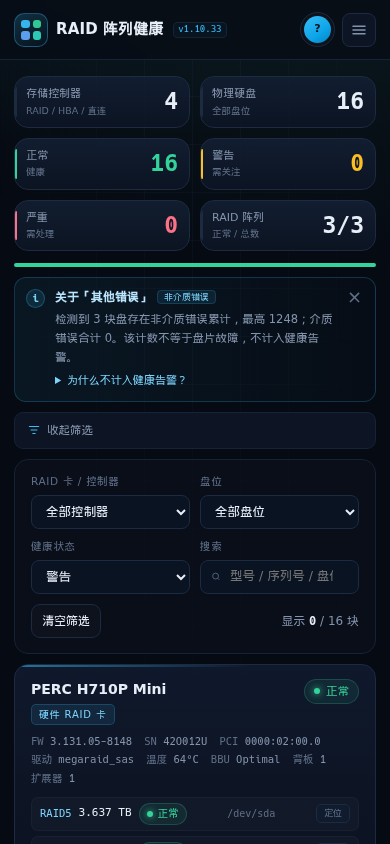 RAID 阵列健康 v1.10.33 ?
存储控制器
RAID / HBA / 直连
4
物理硬盘
全部盘位
16
正常
健康
16
警告
需关注
0
严重
需处理
0
RAID 阵列
正常 / 总数
3/3
i 关于「其他错误」 非介质错误
检测到 3 块盘存在非介质错误累计，最高 1248；介质
错误合计 0。该计数不等于盘片故障，不计入健康告
警。
▶ 为什么不计入健康告警？
收起筛选
RAID 卡 / 控制器
全部控制器
盘位
全部盘位
健康状态
警告
搜索
型号 / 序列号 / 盘位
清空筛选
显示 0 / 16 块
PERC H710P Mini
正常
硬件 RAID 卡
FW 3.131.05-8148 SN 42O012U PCI 0000:02:00.0
驱动 megaraid_sas 温度 64°C BBU Optimal 背板 1
扩展器 1
RAID5 3.637 TB 正常 /dev/sda 定位